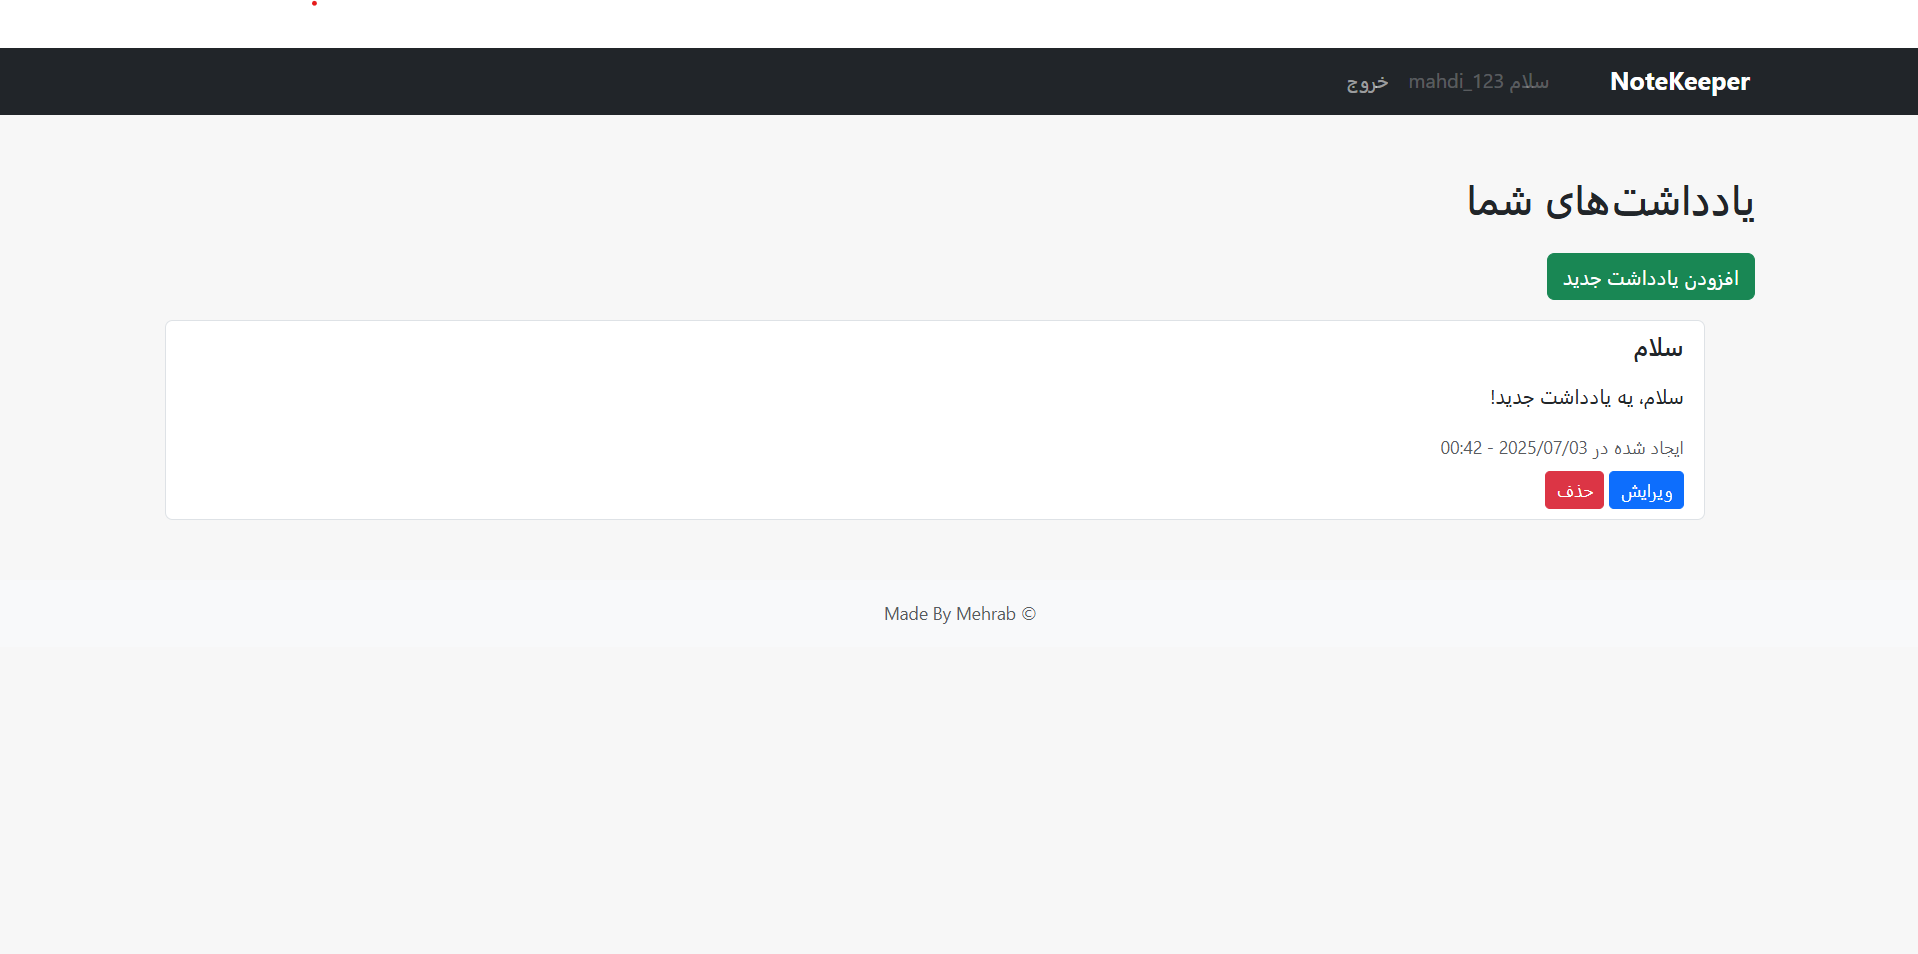 NoteKeeper سلام mahdi_123 خروج
یادداشت‌های شما
افزودن یادداشت جدید
سلام
سلام، یه یادداشت جدید!
ایجاد شده در 2025/07/03 - 00:42
ویرایش حذف
Made By Mehrab ©